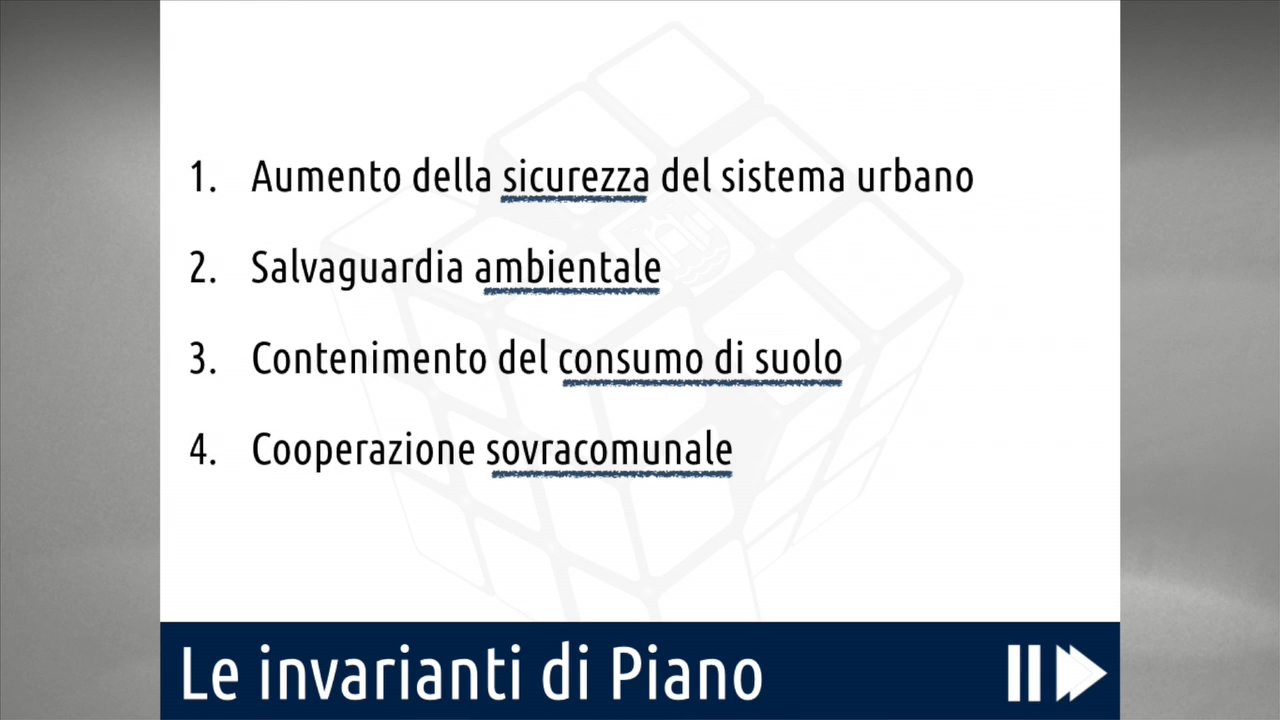 1. Aumento della sicurezza del sistema urbano
2. Salvaguardia ambientale
3. Contenimento del consumo di suolo
4. Cooperazione sovracomunale
Le invarianti di Piano